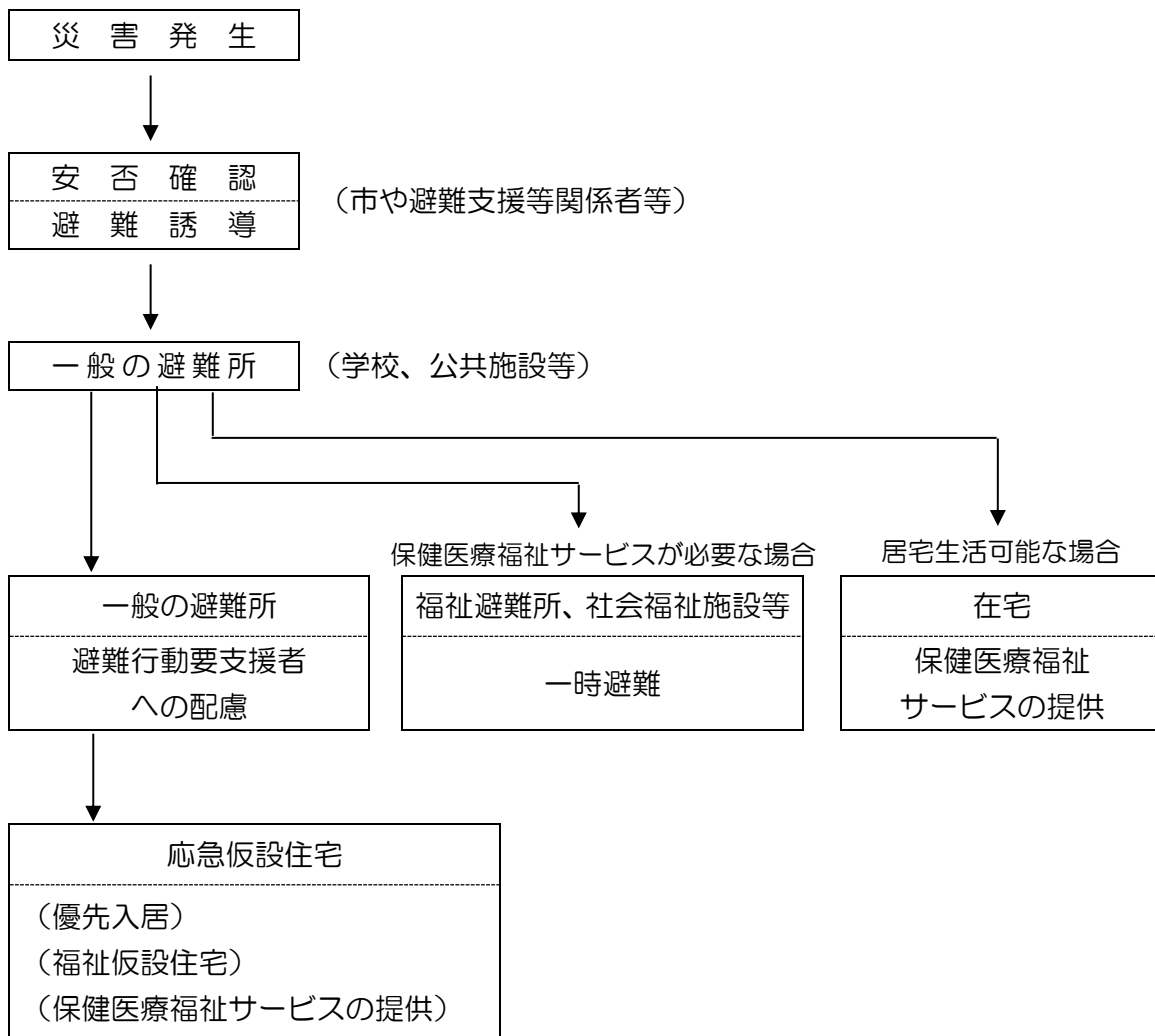 災害発生
安否確認
避難誘導
（市や避難支援等関係者等）
一般の避難所
（学校、公共施設等）
保健医療福祉サービスが必要な場合
居宅生活可能な場合
一般の避難所
避難行動要支援者
への配慮
福祉避難所、社会福祉施設等
一時避難
在宅
保健医療福祉
サービスの提供
応急仮設住宅
（優先入居）
（福祉仮設住宅）
（保健医療福祉サービスの提供）